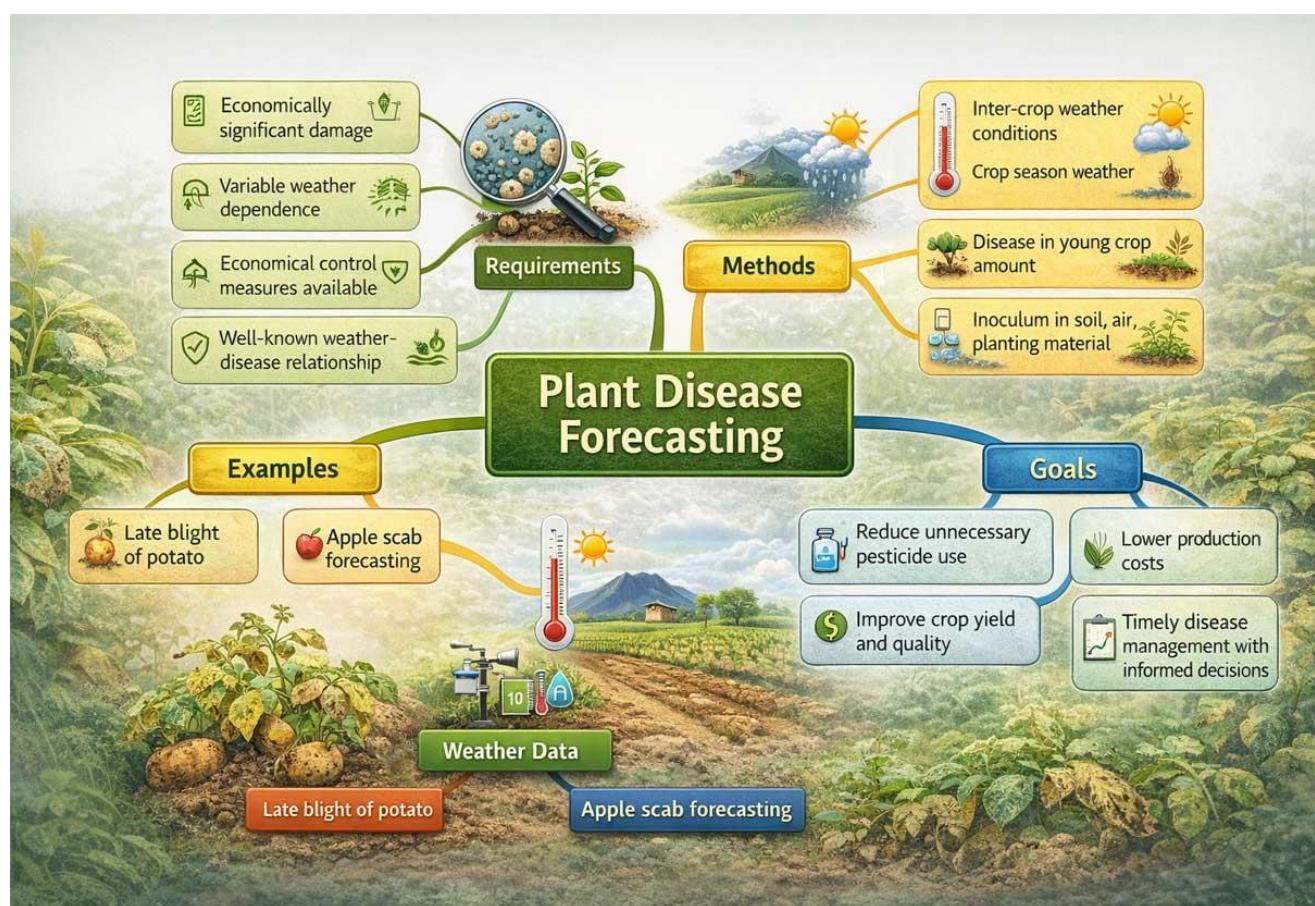 Economically
significant damage
Variable weather
dependence
Economical control
measures available
Well-known weather-
disease relationship
Requirements
Methods
Inter-crop weather
conditions
Crop season weather
Disease in young crop
amount
Inoculum in soil, air,
planting material
Plant Disease
Forecasting
Examples
Late blight
of potato
Apple scab
forecasting
Goals
Reduce unnecessary
pesticide use
Lower production
costs
Improve crop yield
and quality
Timely disease
management with
informed decisions
$
10
A
Weather Data
Late blight of potato
Apple scab forecasting